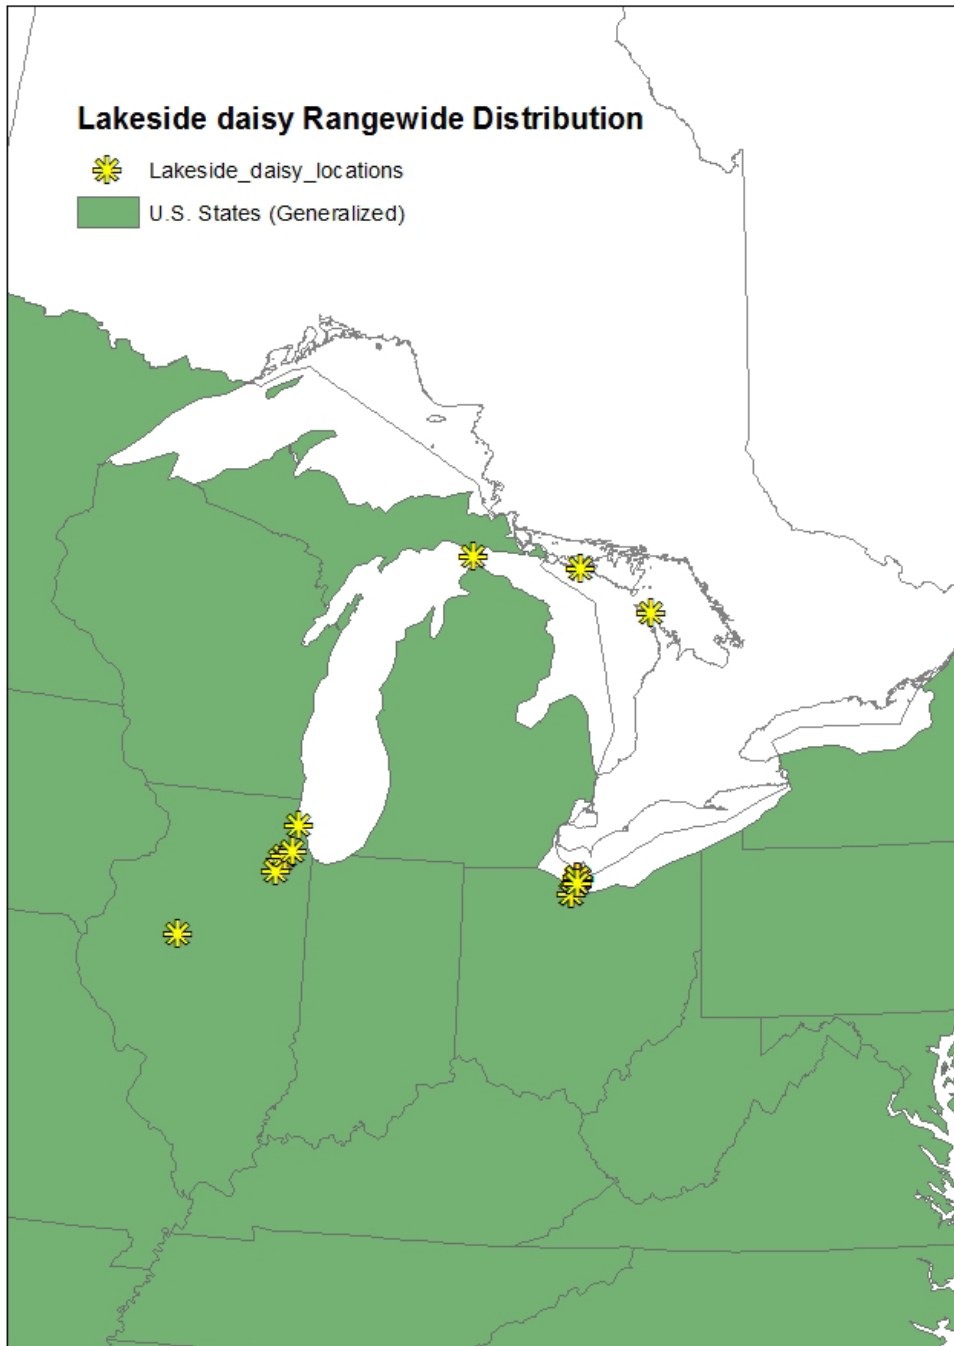 Lakeside daisy Rangewide Distribution
Lakeside_daisy_locations
U.S. States (Generalized)